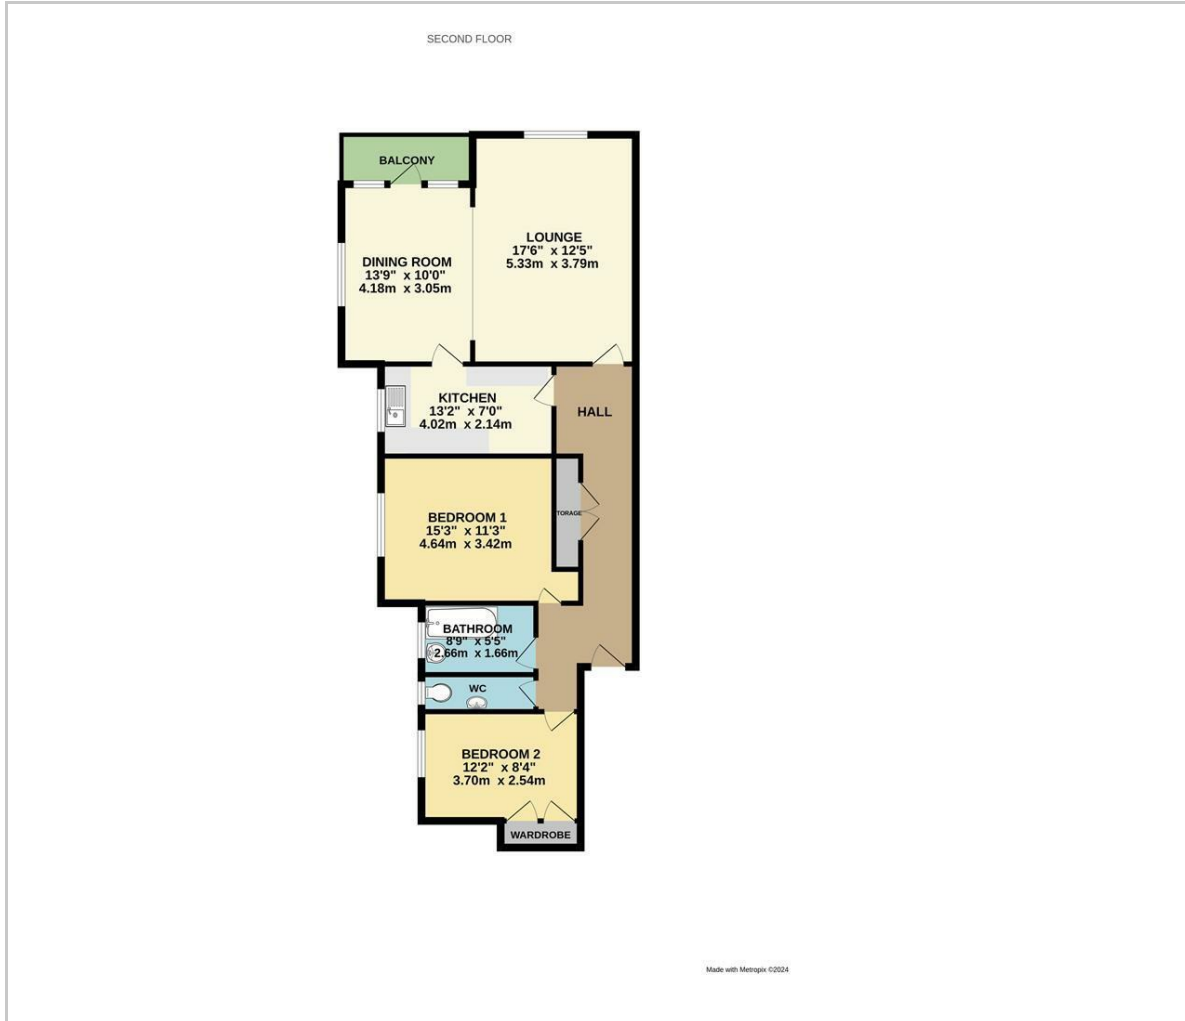 SECOND FLOOR
BALCONY
LOUNGE
17'6" x 12'5"
5.33m x 3.79m
DINING ROOM
13'9" x 10'0"
4.18m x 3.05m
KITCHEN
13'2" x 7'0"
4.02m x 2.14m
HALL
BEDROOM 1
15'3" x 11'3"
4.64m x 3.42m
TORAGE
BATHROOM
8'9" x 5'5"
2.66m x 1.66m
WC
BEDROOM 2
12'2" x 8'4"
3.70m x 2.54m
WARDROBE
Made with Metropix ©2024